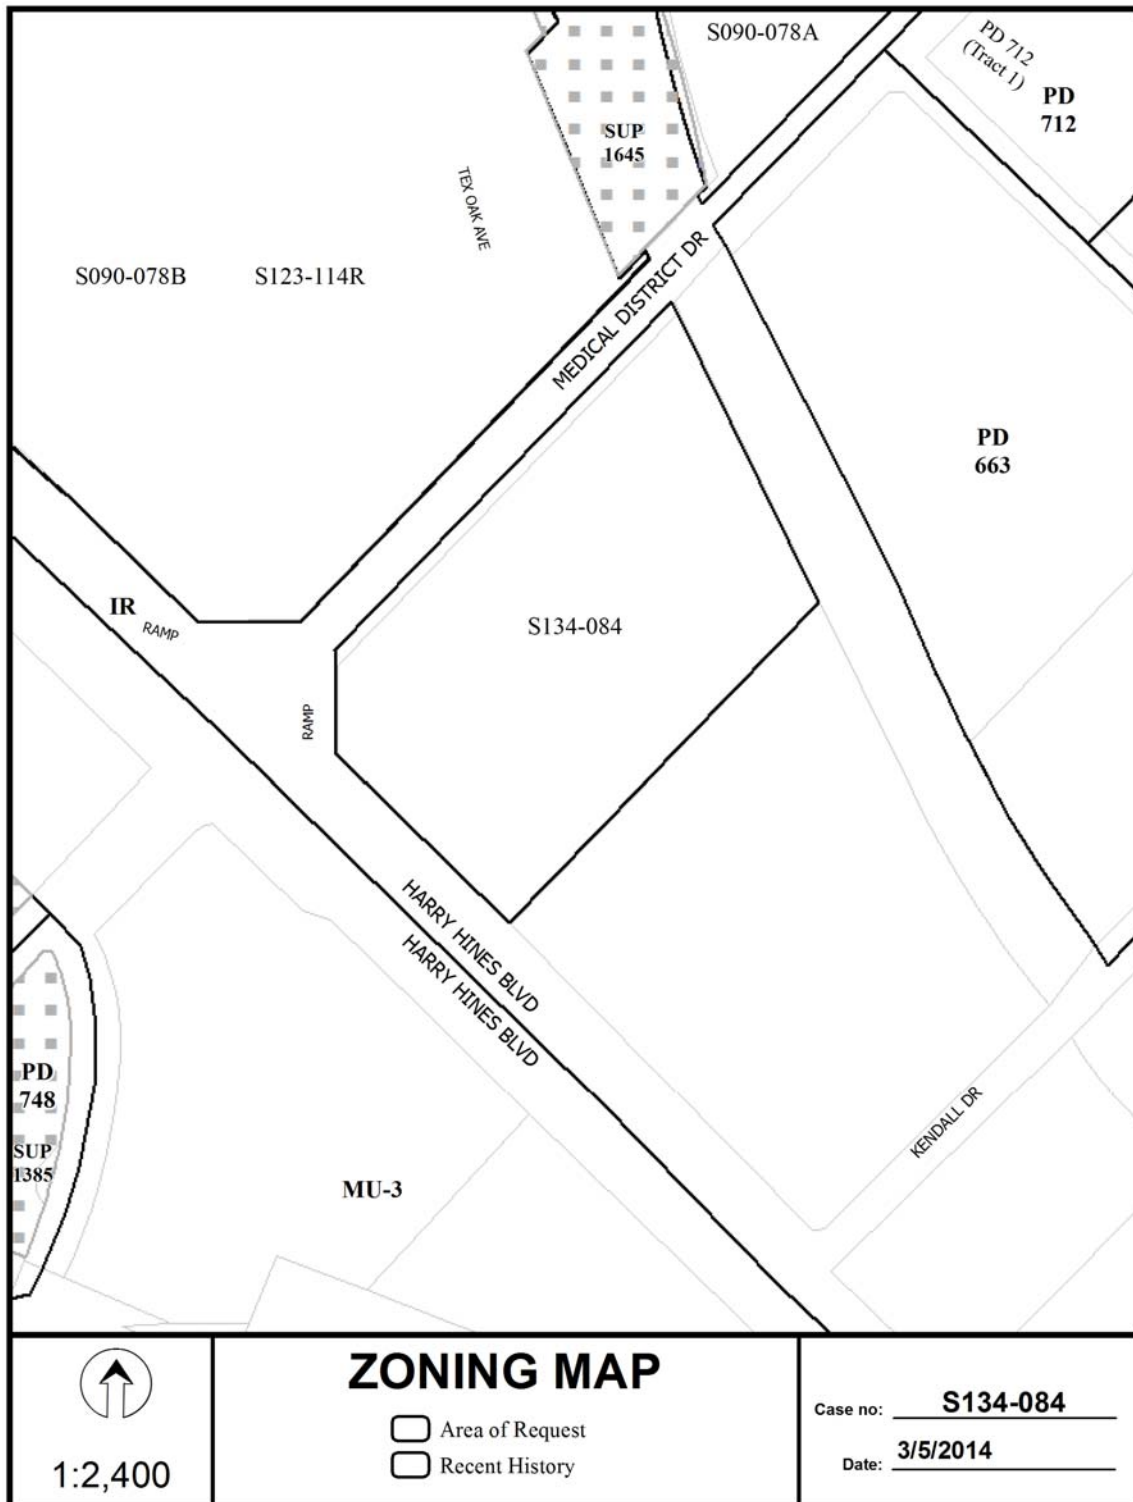 S090-078A
PD 712
(Tract 1)
PD
712
SUP
1645
TEX OAK AVE
S090-078B
S123-114R
MEDICAL DISTRICT DR
PD
663
IR
RAMP
S134-084
RAMP
HARRY HINES BLVD
HARRY HINES BLVD
PD
748
SUP
1385
KENDALL DR
MU-3
1:2,400
ZONING MAP
Area of Request
Recent History
Case no: S134-084
Date: 3/5/2014